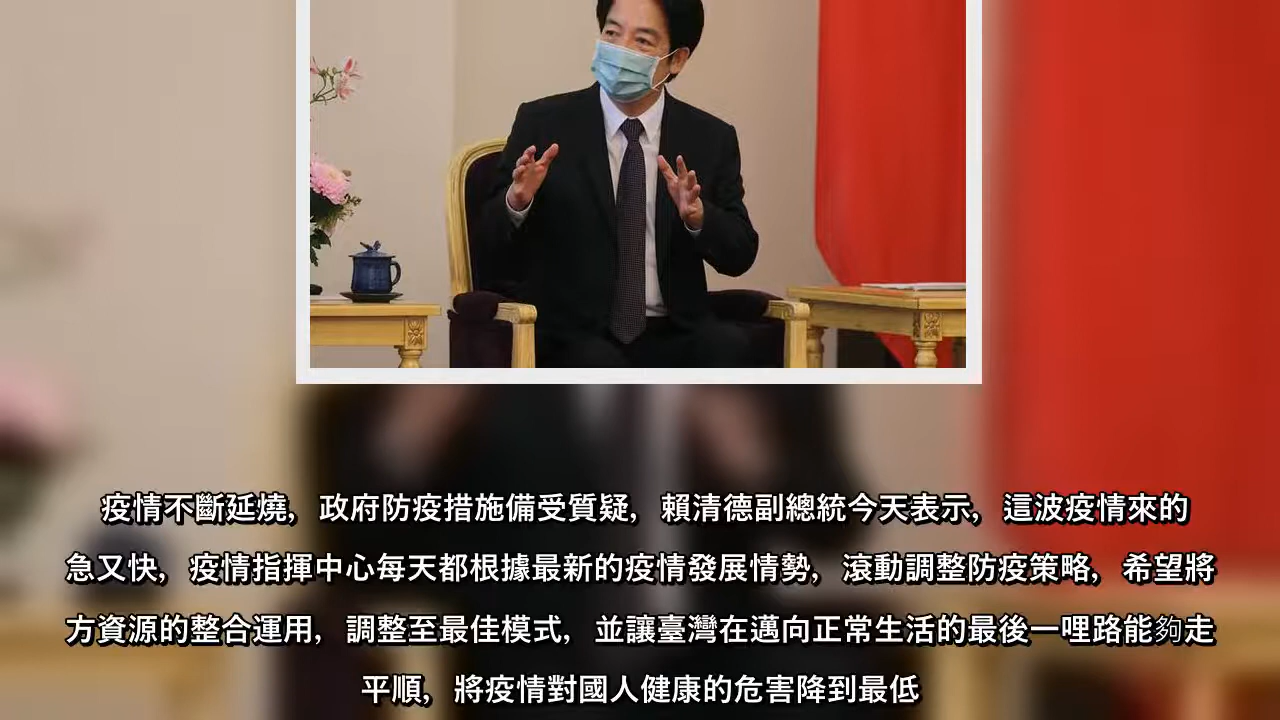 疫情不斷延燒，政府防疫措施備受質疑，賴清德副總統今天表示，這波疫情來的
急又快，疫情指揮中心每天都根據最新的疫情發展情勢，滾動調整防疫策略，希望將
方資源的整合運用，調整至最佳模式，並讓臺灣在邁向正常生活的最後一哩路能夠走
平順，將疫情對國人健康的危害降到最低